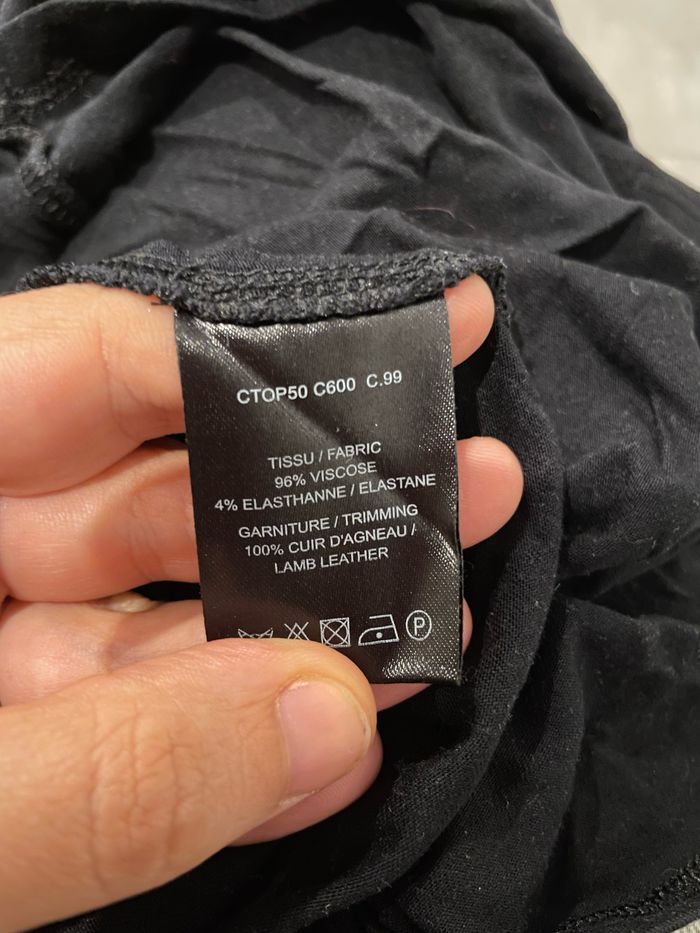 CTOP50 C600 C.99
TISSU / FABRIC
96% VISCOSE
4% ELASTHANNE / ELASTANE
GARNITURE / TRIMMING
100% CUIR D'AGNEAU /
LAMB LEATHER
P